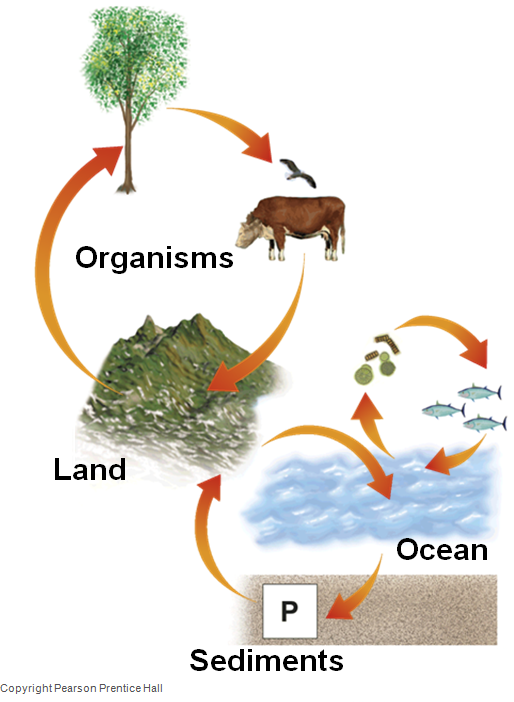 Organisms
Land
Ocean
P
Sediments
Copyright Pearson Prentice Hall